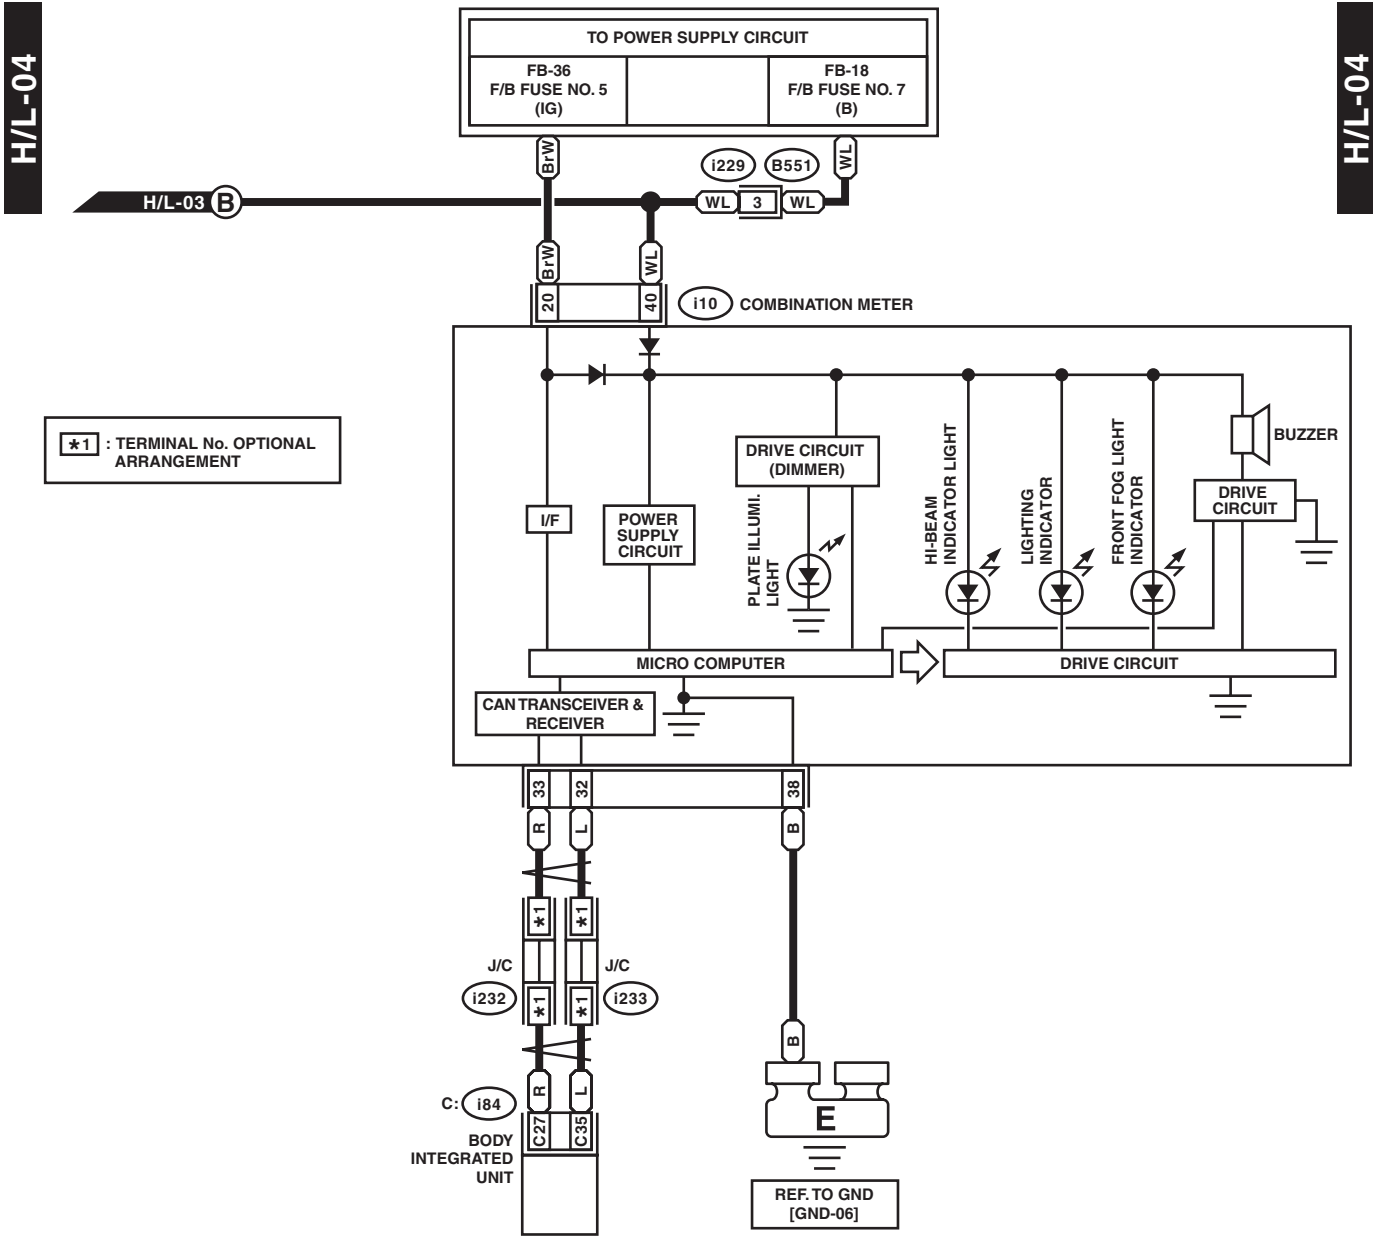 H/L-04
H/L-04
TO POWER SUPPLY CIRCUIT
FB-36
F/B FUSE NO. 5
(IG)
FB-18
F/B FUSE NO. 7
(B)
BrW
WL
i229
B551
H/L-03
B
WL
3
WL
BrW
WL
20
40
i10
COMBINATION METER
*1
: TERMINAL No. OPTIONAL
ARRANGEMENT
BUZZER
DRIVE CIRCUIT
(DIMMER)
HI-BEAM
INDICATOR LIGHT
LIGHTING
INDICATOR
FRONT FOG LIGHT
INDICATOR
DRIVE
CIRCUIT
I/F
POWER
SUPPLY
CIRCUIT
PLATE ILLUMI.
LIGHT
MICRO COMPUTER
DRIVE CIRCUIT
CAN TRANSCEIVER &
RECEIVER
33
32
38
R
L
B
*1
*1
J/C
J/C
i232
*1
*1
i233
B
R
L
C:
i84
C27
C35
E
BODY
INTEGRATED
UNIT
REF. TO GND
[GND-06]